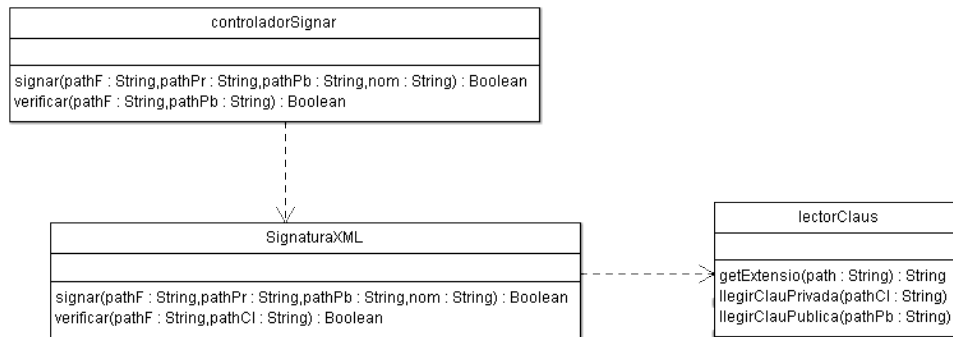 controladorSignar
signar(pathF : String,pathPr : String,pathPb : String,nom : String) : Boolean
verificar(pathF : String,pathPb : String) : Boolean
SignaturaXML
signar(pathF : String,pathPr : String,pathPb : String,nom : String) : Boolean
verificar(pathF : String,pathCl : String) : Boolean
lectorClaus
getExtensio(path : String) : String
llegirClauPrivada(pathCl : String)
llegirClauPublica(pathPb : String)